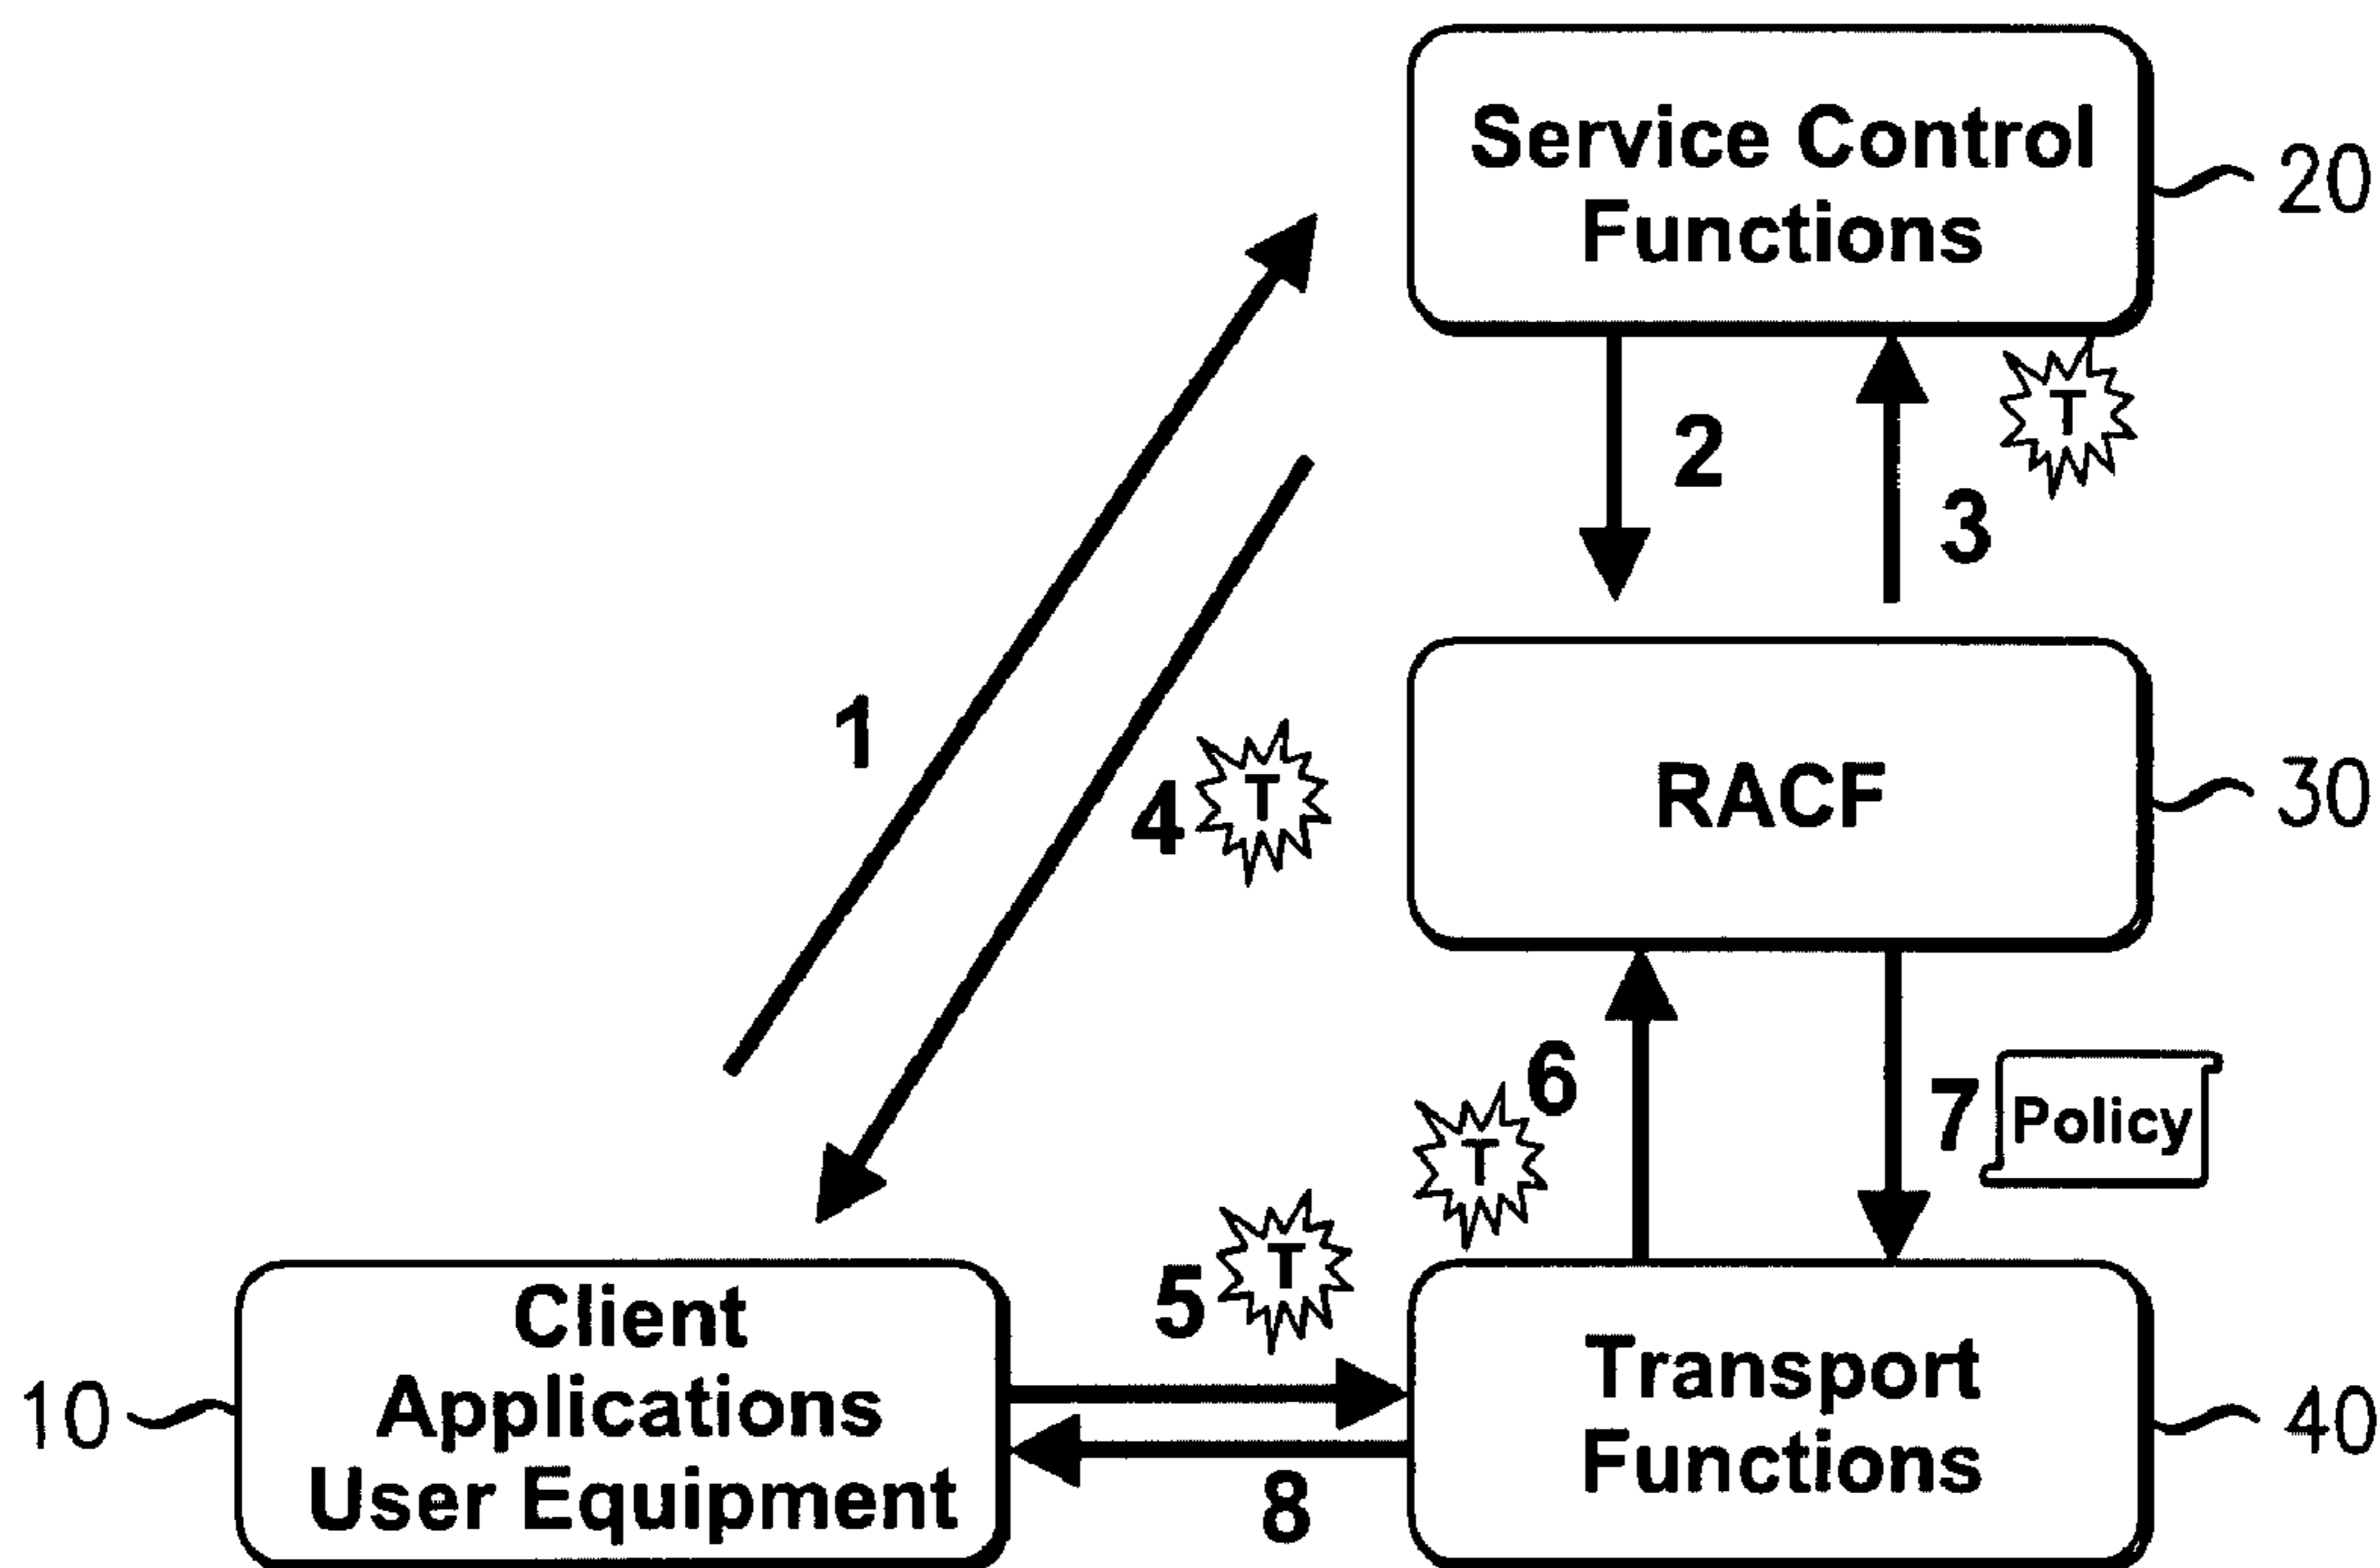 Service Control
Functions
20
2
3
T
1
4
T
RACF
30
6
T
7
Policy
5
T
8
Client
Applications
User Equipment
10
Transport
Functions
40